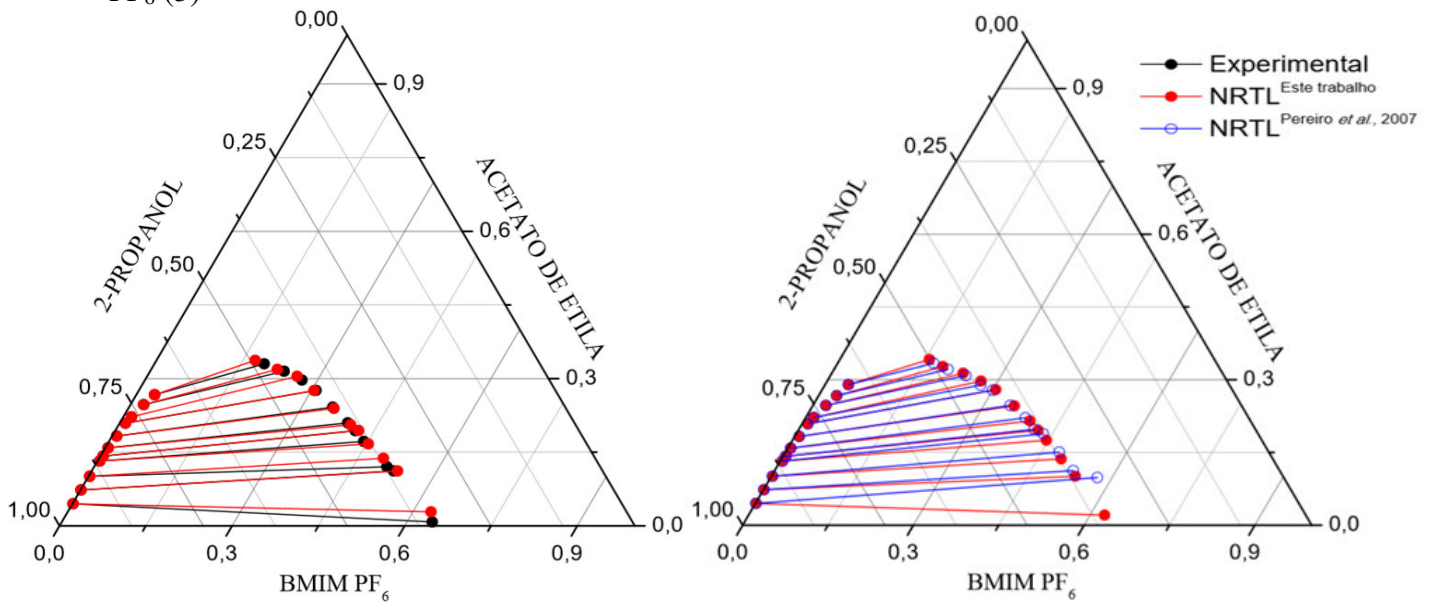 PF6 (3)
0,00
0,9
0,25
2-PROPANOL
ACETATO DE ETILA
0,6
0,50
0,3
0,75
1,00
0,0
0,0
0,3
0,6
0,9
BMIM PF6
0,00
Experimental
0,9
NRTL Este trabalho
NRTL Pereiro et al., 2007
0,25
2-PROPANOL
ACETATO DE ETILA
0,6
0,50
0,3
0,75
1,00
0,0
0,0
0,3
0,6
0,9
BMIM PF6